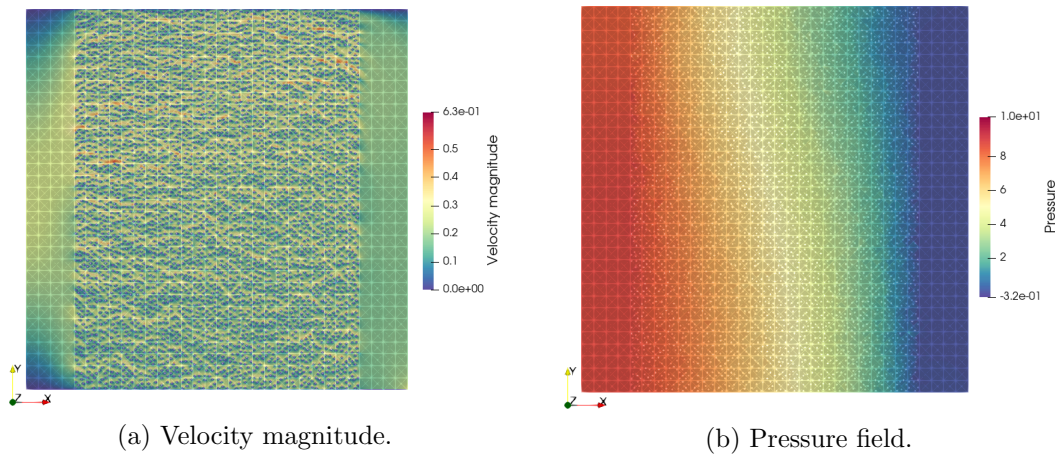 6.3e-01
0.5
0.4
0.3
0.2
0.1
0.0e+00
Velocity magnitude
Y
Z
X
1.0e+01
8
6
4
2
-3.2e-01
Pressure
Y
Z
X
(a) Velocity magnitude.
(b) Pressure field.